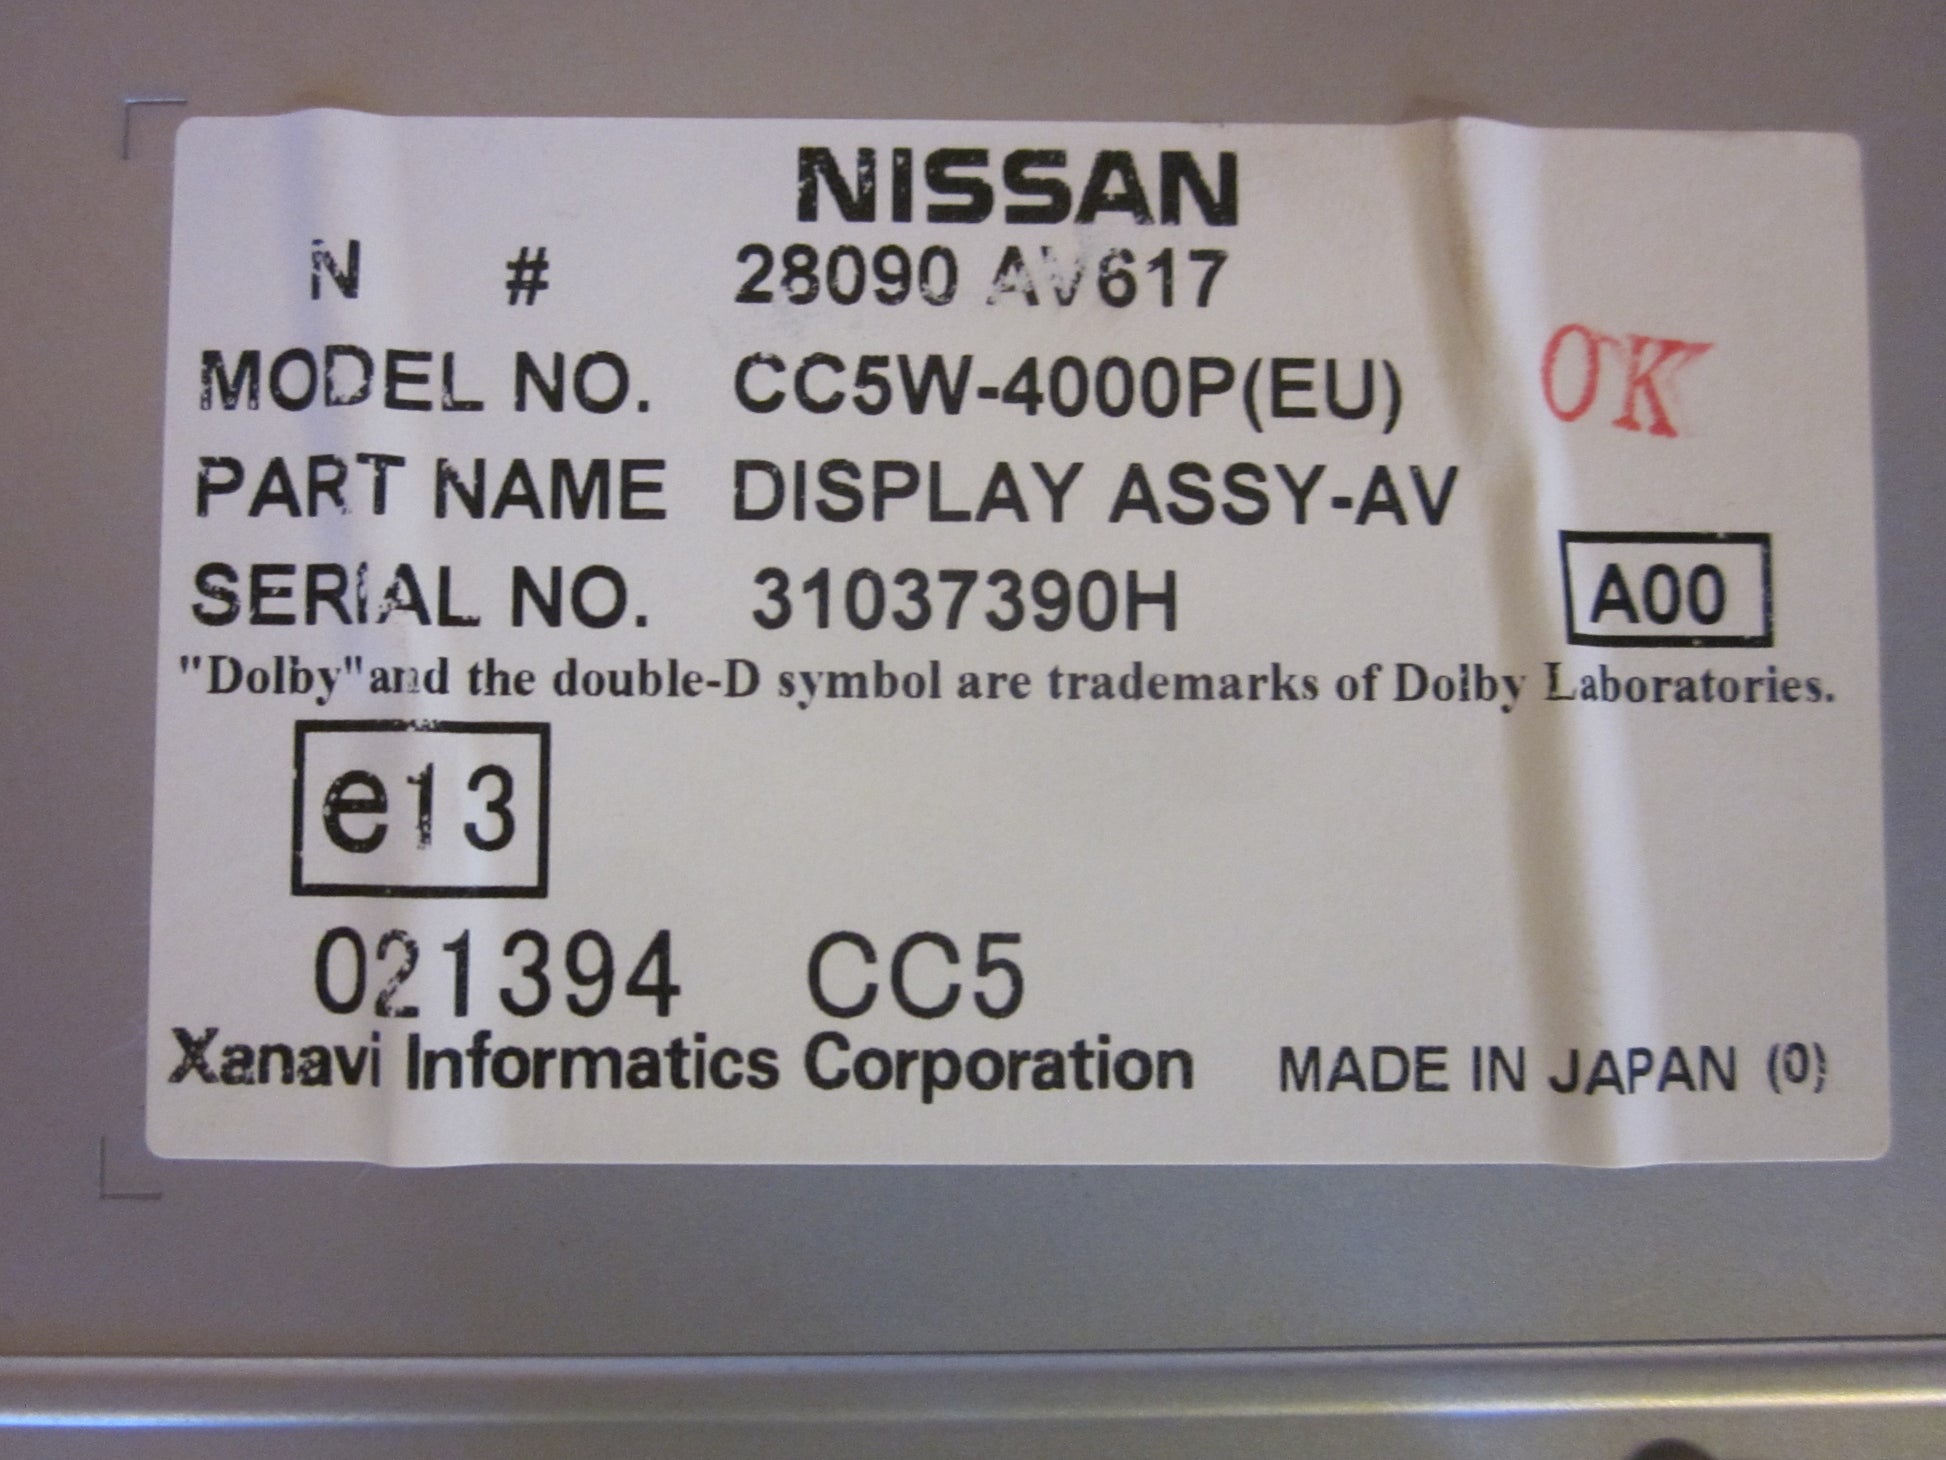 NISSAN
N # 28090 AV617
MODEL NO. CC5W-4000P(EU)
OK
PART NAME DISPLAY ASSY-AV
SERIAL NO. 31037390H
A00
"Dolby"and the double-D symbol are trademarks of Dolby Laboratories.
e13
021394 CC5
Xanavi Informatics Corporation MADE IN JAPAN (0)